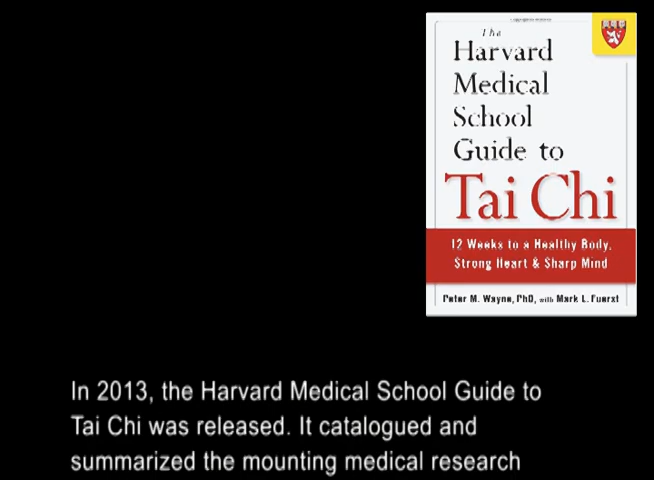 The
Harvard
Medical
School
Guide to
Tai Chi
12 Weeks to a Healthy Body,
Strong Heart & Sharp Mind
Peter M. Wayne, PhD, with Mark L. Fuerst
In 2013, the Harvard Medical School Guide to
Tai Chi was released. It catalogued and
summarized the mounting medical research